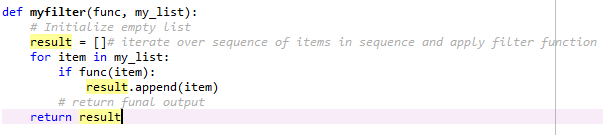 def myfilter(func, my_list):
    # Initialize empty list
    result = []# iterate over sequence of items in sequence and apply filter function
    for item in my_list:
        if func(item):
            result.append(item)
        # return funal output
    return result